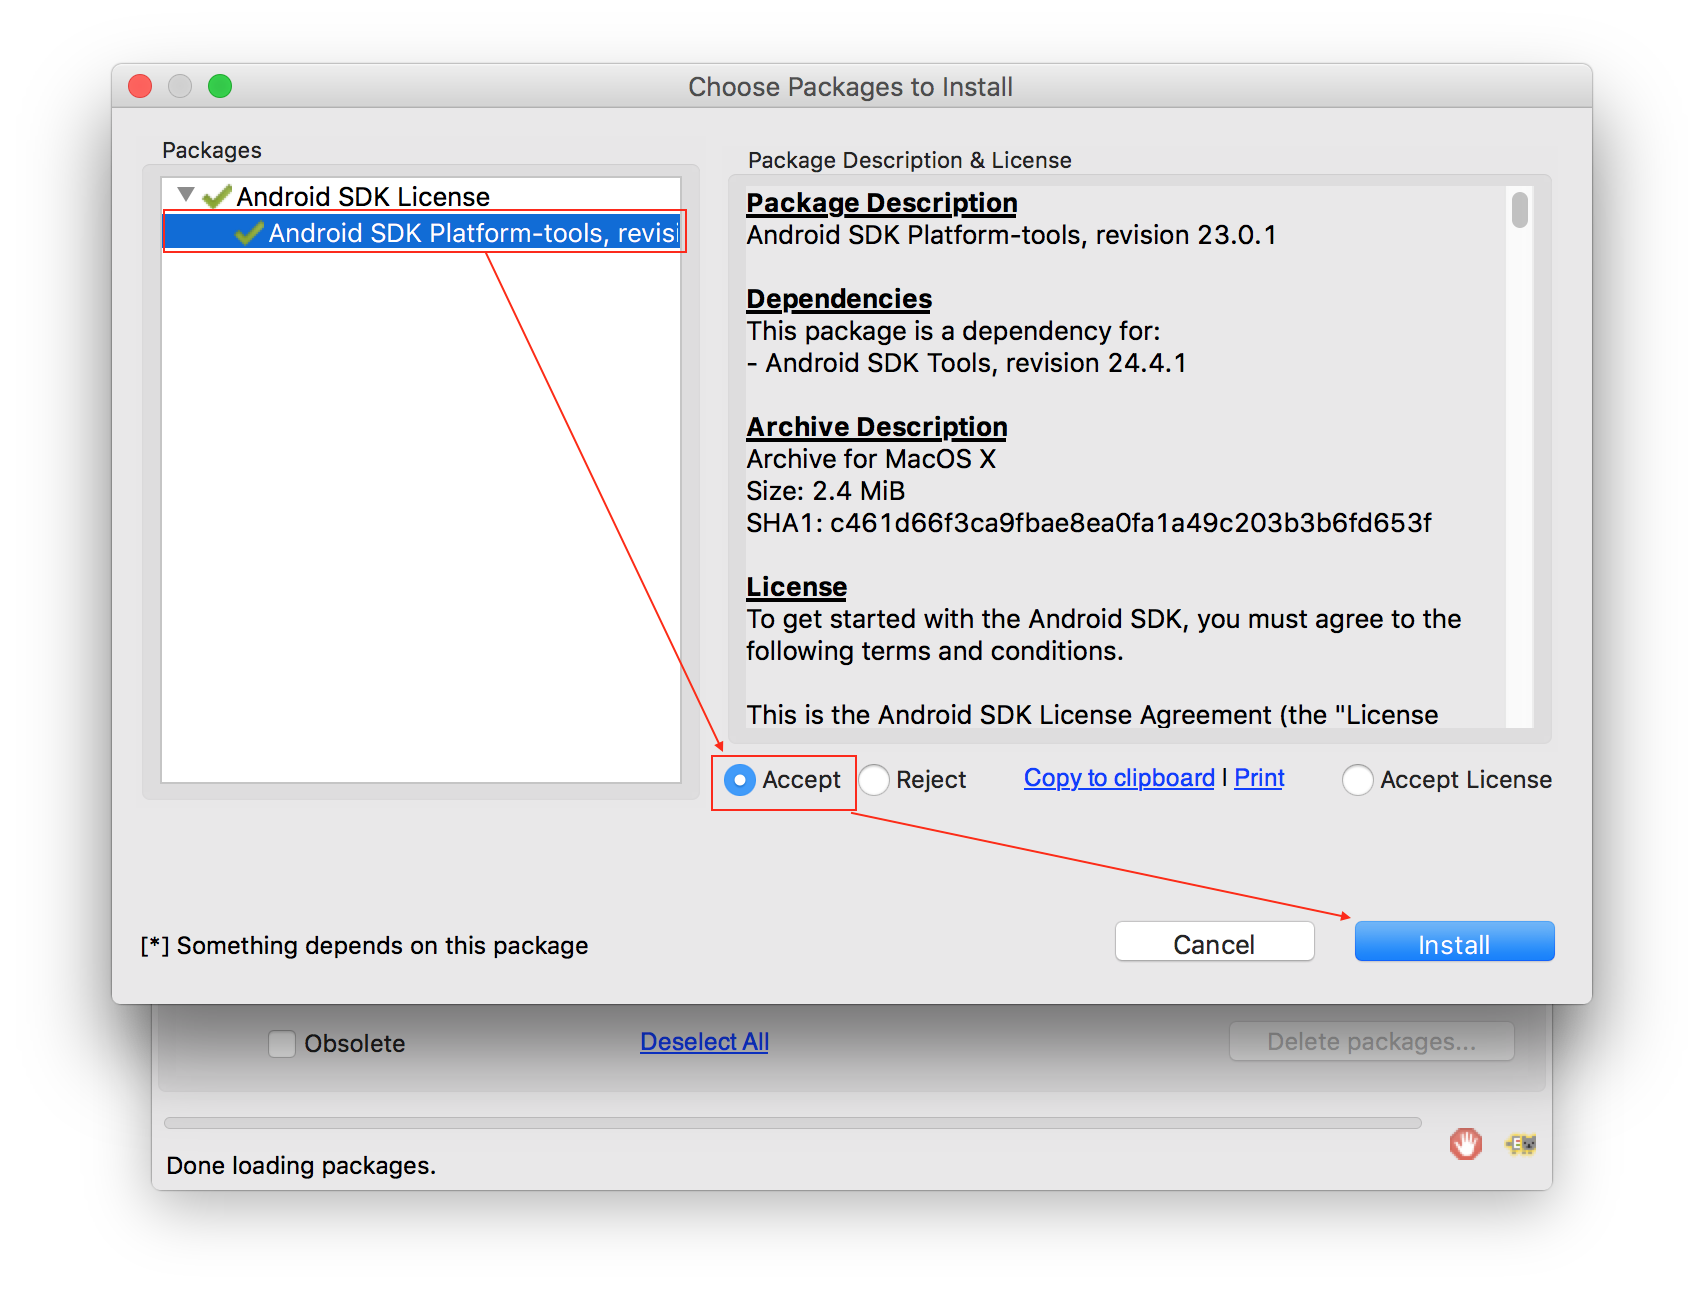 Choose Packages to Install
Packages
Android SDK License
Android SDK Platform-tools, revisi
Package Description & License
Package Description
Android SDK Platform-tools, revision 23.0.1
Dependencies
This package is a dependency for:
- Android SDK Tools, revision 24.4.1
Archive Description
Archive for MacOS X
Size: 2.4 MiB
SHA1: c461d66f3ca9fbae8ea0fa1a49c203b3b6fd653f
License
To get started with the Android SDK, you must agree to the
following terms and conditions.
This is the Android SDK License Agreement (the "License
Accept Reject Copy to clipboard | Print Accept License
[*] Something depends on this package
Cancel Install
Obsolete Deselect All Delete packages...
Done loading packages.